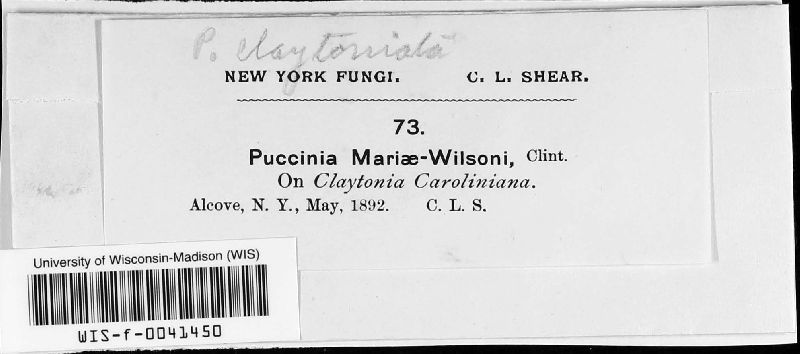 P. claytoniata
NEW YORK FUNGI. C. L. SHEAR.
73.
Puccinia Mariæ-Wilsoni, Clint.
On Claytonia Caroliniana.
Alcove, N. Y., May, 1892. C. L. S.
University of Wisconsin-Madison (WIS)
WIS-f-0041450